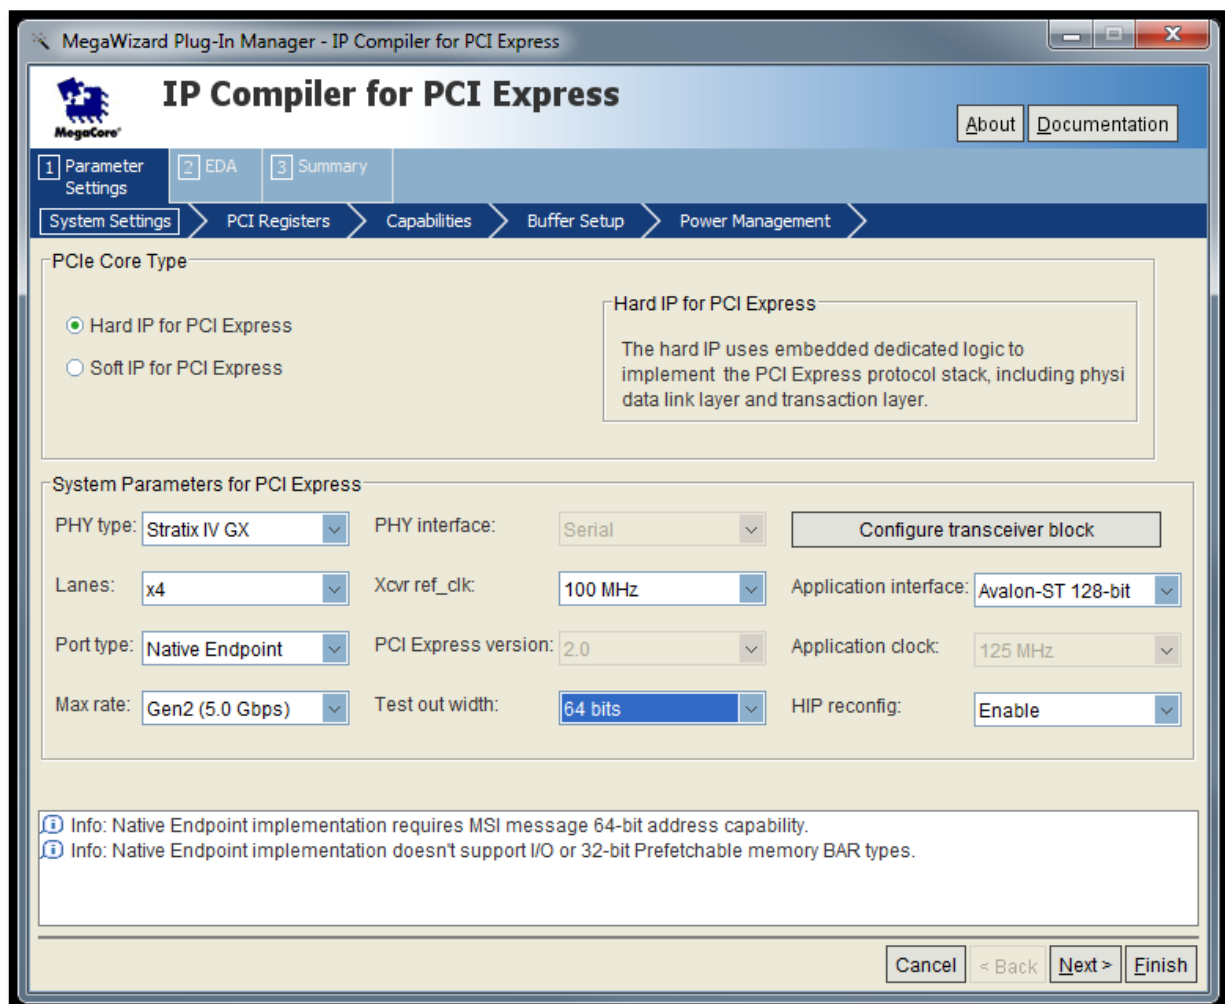 MegaWizard Plug-In Manager - IP Compiler for PCI Express
MegaCore®
IP Compiler for PCI Express
About
Documentation
1 Parameter Settings
2 EDA
3 Summary
System Settings
PCI Registers
Capabilities
Buffer Setup
Power Management
PCIe Core Type
Hard IP for PCI Express
Soft IP for PCI Express
Hard IP for PCI Express
The hard IP uses embedded dedicated logic to
implement the PCI Express protocol stack, including physi
data link layer and transaction layer.
System Parameters for PCI Express
PHY type: Stratix IV GX
PHY interface: Serial
Configure transceiver block
Lanes: x4
Xcvr ref_clk: 100 MHz
Application interface: Avalon-ST 128-bit
Port type: Native Endpoint
PCI Express version: 2.0
Application clock: 125 MHz
Max rate: Gen2 (5.0 Gbps)
Test out width: 64 bits
HIP reconfig: Enable
Info: Native Endpoint implementation requires MSI message 64-bit address capability.
Info: Native Endpoint implementation doesn't support I/O or 32-bit Prefetchable memory BAR types.
Cancel
< Back
Next >
Finish